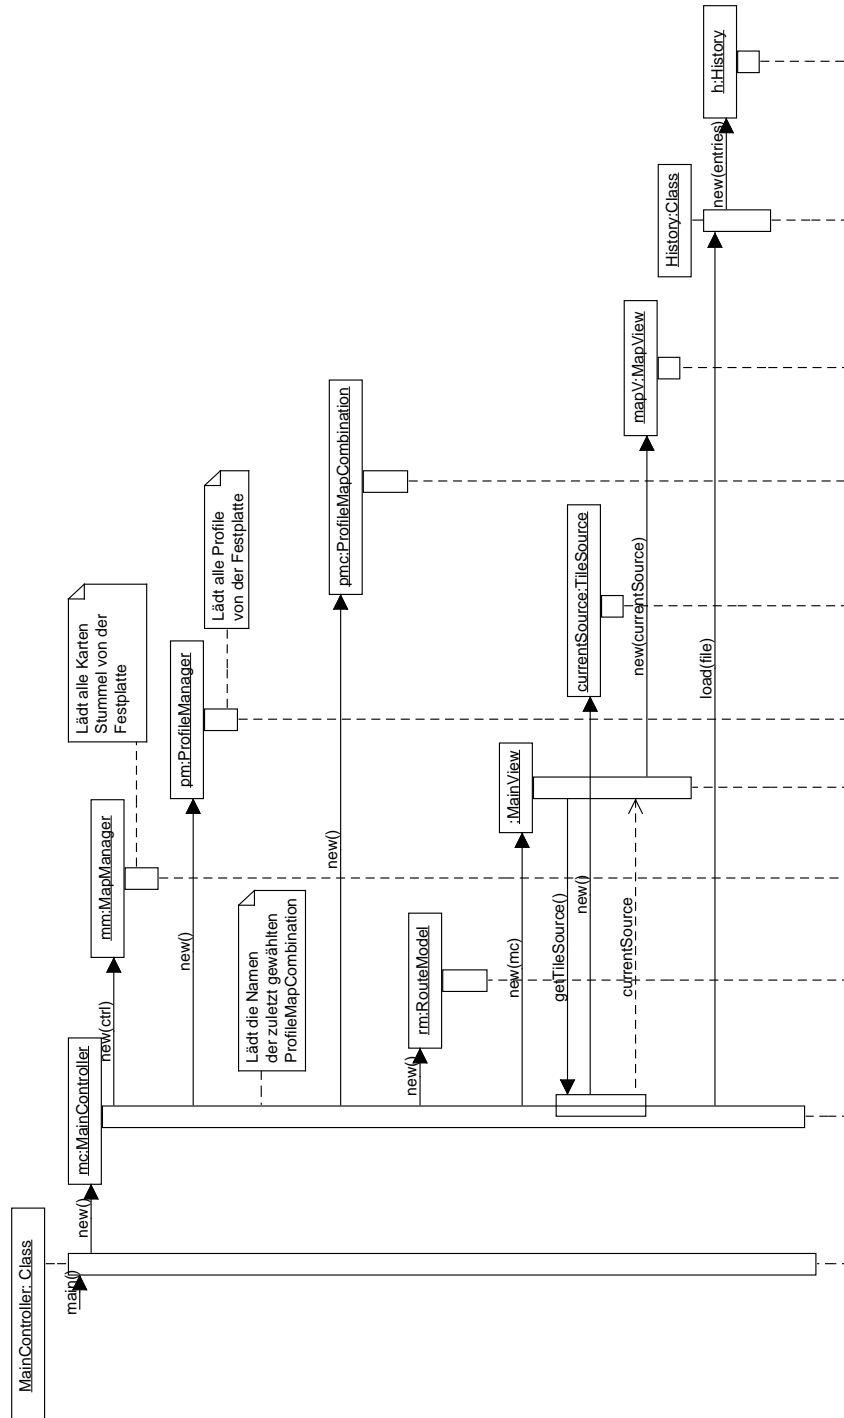 MainController: Class
main()
new()
mc:MainController
new(ctrl)
mm:MapManager
Lädt alle Karten
Stummel von der
Festplatte
new()
pm:ProfileManager
Lädt alle Profile
von der Festplatte
Lädt die Namen
der zuletzt gewählten
ProfileMapCombination
new()
pmc:ProfileMapCombination
new()
rm:RouteModel
new(mc)
:MainView
getTileSource()
new()
currentSource:TileSource
currentSource
new(currentSource)
mapV:MapView
load(file)
History:Class
new(entries)
h:History